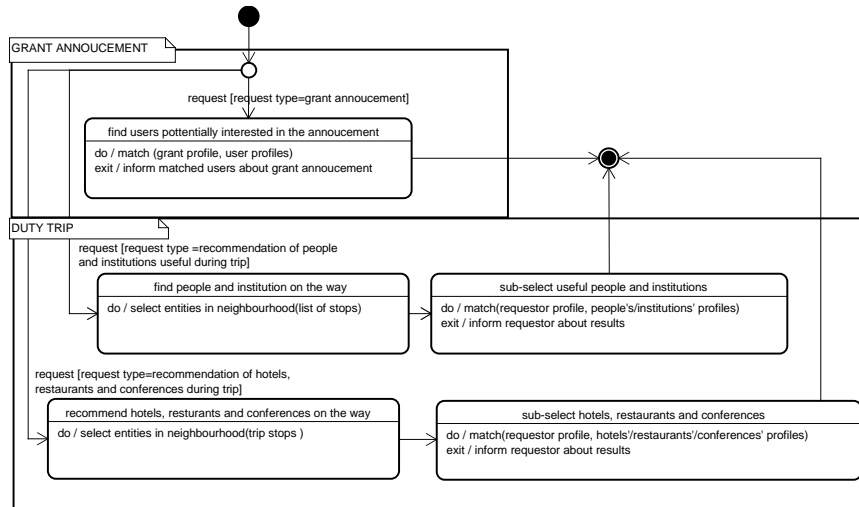 GRANT ANNOUCEMENT
request [request type=grant annoucement]
find users pottentially interested in the annoucement
do / match (grant profile, user profiles)
exit / inform matched users about grant annoucement
DUTY TRIP
request [request type =recommendation of people
and institutions useful during trip]
find people and institution on the way
do / select entities in neighbourhood(list of stops)
sub-select useful people and institutions
do / match(requestor profile, people's/institutions' profiles)
exit / inform requestor about results
request [request type=recommendation of hotels,
restaurants and conferences during trip]
recommend hotels, resturants and conferences on the way
do / select entities in neighbourhood(trip stops )
sub-select hotels, restaurants and conferences
do / match(requestor profile, hotels'/restaurants'/conferences' profiles)
exit / inform requestor about results